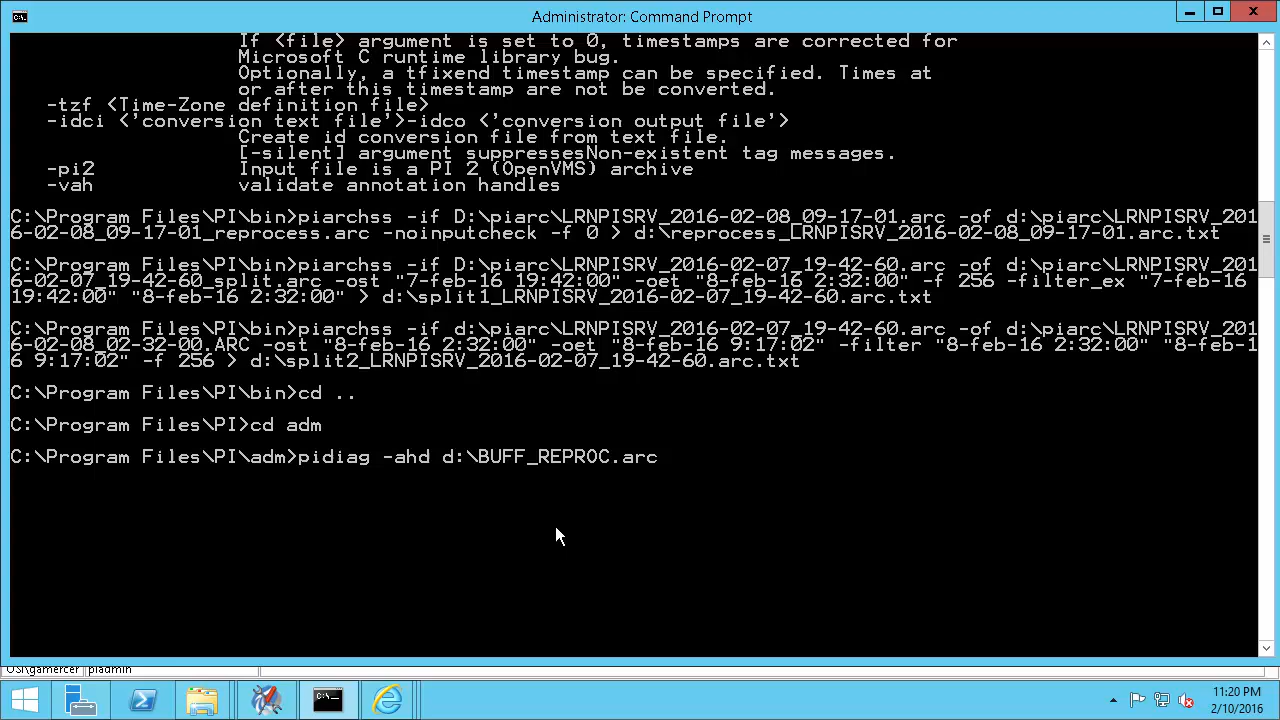 Administrator: Command Prompt
If <file> argument is set to 0, timestamps are corrected for
Microsoft C runtime library bug.
Optionally, a tfixend timestamp can be specified. Times at
or after this timestamp are not be converted.
-tzf <Time-Zone definition file>
-idci <'conversion text file'>-idco <'conversion output file'>
Create id conversion file from text file.
[-silent] argument suppressesNon-existent tag messages.
-pi2 Input file is a PI 2 (OpenVMS) archive
-vah validate annotation handles
C:\Program Files\PI\bin>piarchss -if D:\piarc\LRNPISRV_2016-02-08_09-17-01.arc -of d:\piarc\LRNPISRV_201
6-02-08_09-17-01_reprocess.arc -noinputcheck -f 0 > d:\reprocess_LRNPISRV_2016-02-08_09-17-01.arc.txt
C:\Program Files\PI\bin>piarchss -if D:\piarc\LRNPISRV_2016-02-07_19-42-60.arc -of d:\piarc\LRNPISRV_201
6-02-07_19-42-60_split.arc -ost "7-feb-16 19:42:00" -oet "8-feb-16 2:32:00" -f 256 -filter_ex "7-feb-16
19:42:00" "8-feb-16 2:32:00" > d:\split1_LRNPISRV_2016-02-07_19-42-60.arc.txt
C:\Program Files\PI\bin>piarchss -if d:\piarc\LRNPISRV_2016-02-07_19-42-60.arc -of d:\piarc\LRNPISRV_201
6-02-08_02-32-00.ARC -ost "8-feb-16 2:32:00" -oet "8-feb-16 9:17:02" -filter "8-feb-16 2:32:00" "8-feb-1
6 9:17:02" -f 256 > d:\split2_LRNPISRV_2016-02-07_19-42-60.arc.txt
C:\Program Files\PI\bin>cd ..
C:\Program Files\PI>cd adm
C:\Program Files\PI\adm>pidiag -ahd d:\BUFF_REPROC.arc
OSI\gamercer piadmin
11:20 PM
2/10/2016